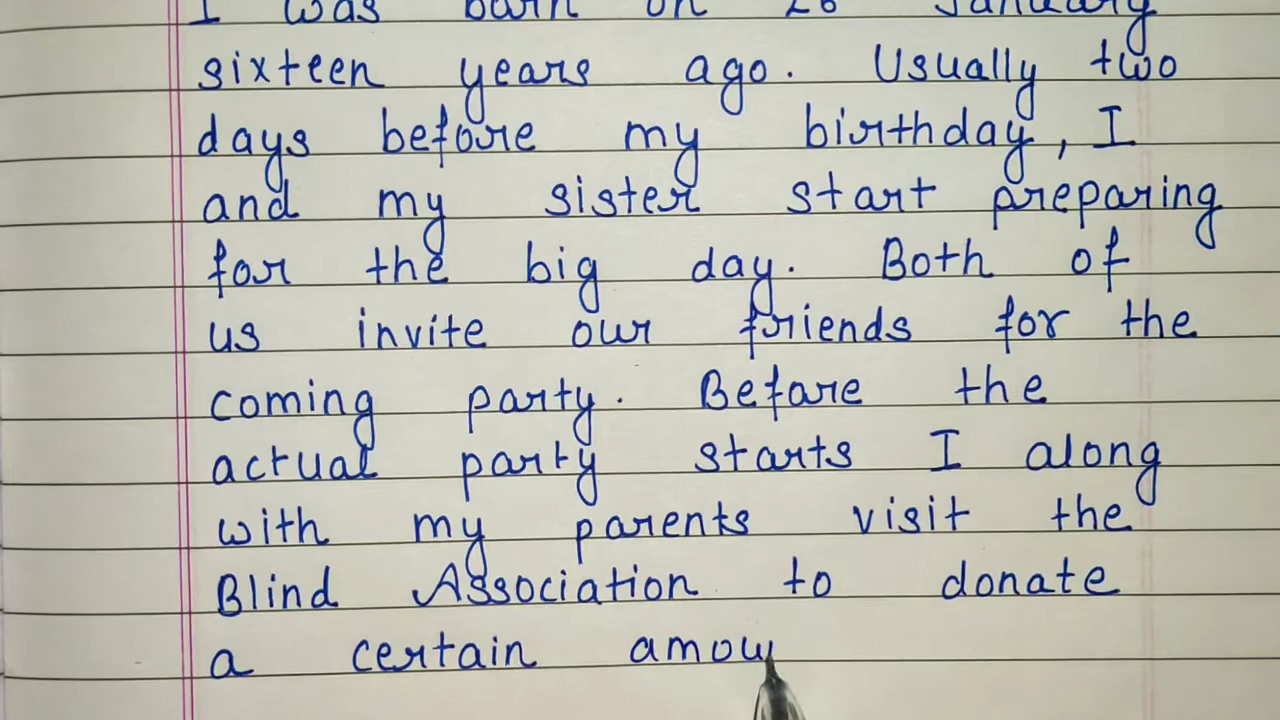 I was born on 26 January
sixteen years ago. Usually two
days before my birthday, I
and my sister start preparing
for the big day. Both of
us invite our friends for the
coming party. Before the
actual party starts I along
with my parents visit the
Blind Association to donate
a certain amou